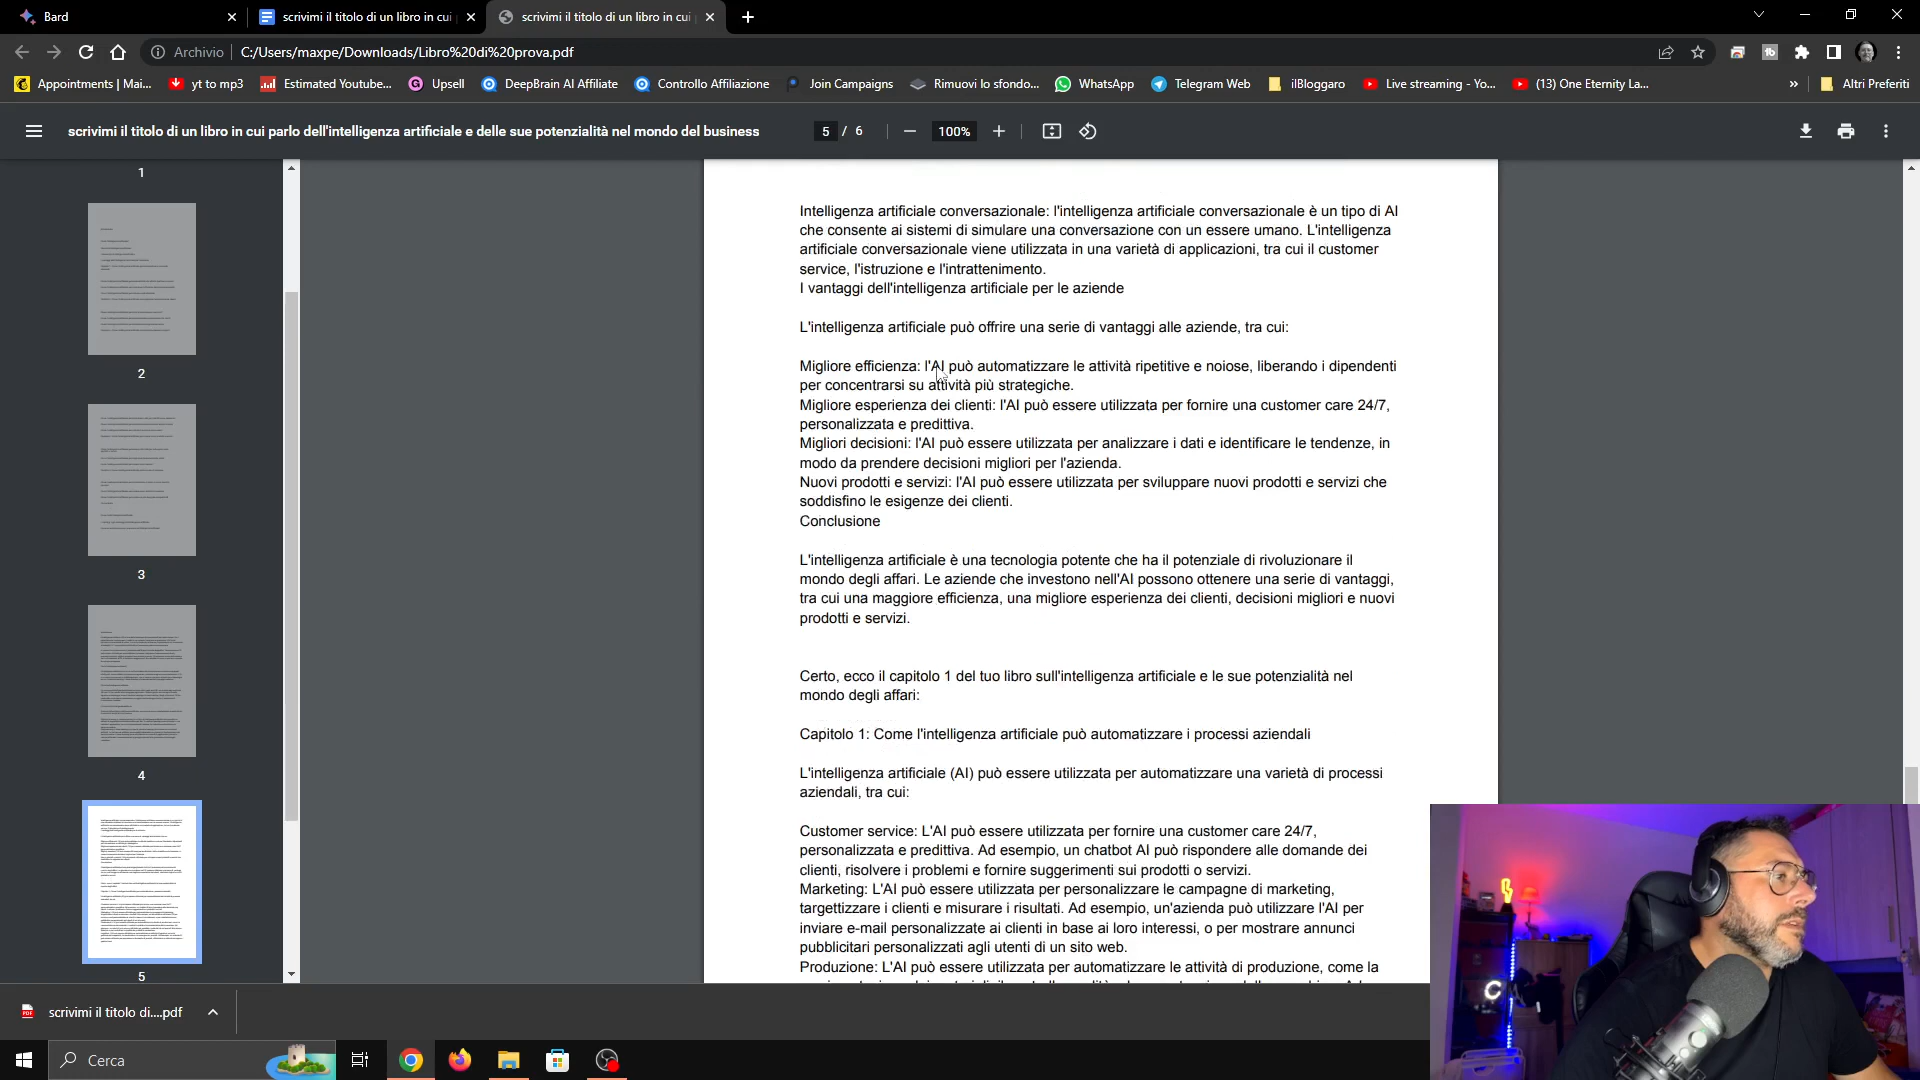 Bard
scrivimi il titolo di un libro in cui
scrivimi il titolo di un libro in cui
Archivio
C:/Users/maxpe/Downloads/Libro%20di%20prova.pdf
Appointments | Mai...
yt to mp3
Estimated Youtube...
Upsell
DeepBrain AI Affiliate
Controllo Affiliazione
Join Campaigns
Rimuovi lo sfondo...
WhatsApp
Telegram Web
ilBloggaro
Live streaming - Yo...
(13) One Eternity La...
»
Altri Preferiti
scrivimi il titolo di un libro in cui parlo dell'intelligenza artificiale e delle sue potenzialità nel mondo del business
5 / 6
100%
1
2
3
4
5
Intelligenza artificiale conversazionale: l'intelligenza artificiale conversazionale è un tipo di AI
che consente ai sistemi di simulare una conversazione con un essere umano. L'intelligenza
artificiale conversazionale viene utilizzata in una varietà di applicazioni, tra cui il customer
service, l'istruzione e l'intrattenimento.
I vantaggi dell'intelligenza artificiale per le aziende
L'intelligenza artificiale può offrire una serie di vantaggi alle aziende, tra cui:
Migliore efficienza: l'AI può automatizzare le attività ripetitive e noiose, liberando i dipendenti
per concentrarsi su attività più strategiche.
Migliore esperienza dei clienti: l'AI può essere utilizzata per fornire una customer care 24/7,
personalizzata e predittiva.
Migliori decisioni: l'AI può essere utilizzata per analizzare i dati e identificare le tendenze, in
modo da prendere decisioni migliori per l'azienda.
Nuovi prodotti e servizi: l'AI può essere utilizzata per sviluppare nuovi prodotti e servizi che
soddisfino le esigenze dei clienti.
Conclusione
L'intelligenza artificiale è una tecnologia potente che ha il potenziale di rivoluzionare il
mondo degli affari. Le aziende che investono nell'AI possono ottenere una serie di vantaggi,
tra cui una maggiore efficienza, una migliore esperienza dei clienti, decisioni migliori e nuovi
prodotti e servizi.
Certo, ecco il capitolo 1 del tuo libro sull'intelligenza artificiale e le sue potenzialità nel
mondo degli affari:
Capitolo 1: Come l'intelligenza artificiale può automatizzare i processi aziendali
L'intelligenza artificiale (AI) può essere utilizzata per automatizzare una varietà di processi
aziendali, tra cui:
Customer service: L'AI può essere utilizzata per fornire una customer care 24/7,
personalizzata e predittiva. Ad esempio, un chatbot AI può rispondere alle domande dei
clienti, risolvere i problemi e fornire suggerimenti sui prodotti o servizi.
Marketing: L'AI può essere utilizzata per personalizzare le campagne di marketing,
targettizzare i clienti e misurare i risultati. Ad esempio, un'azienda può utilizzare l'AI per
inviare e-mail personalizzate ai clienti in base ai loro interessi, o per mostrare annunci
pubblicitari personalizzati agli utenti di un sito web.
Produzione: L'AI può essere utilizzata per automatizzare le attività di produzione, come la
scrivimi il titolo di....pdf
Cerca